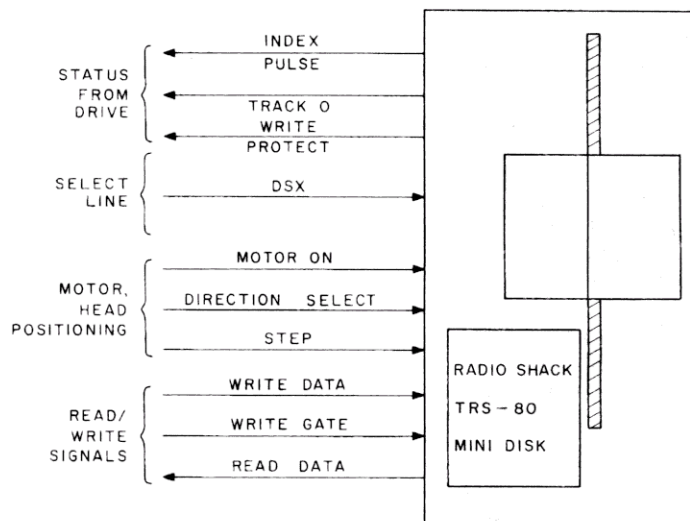 STATUS
FROM
DRIVE
INDEX
PULSE
TRACK O
WRITE
PROTECT
SELECT
LINE
DSX
MOTOR,
HEAD
POSITIONING
MOTOR ON
DIRECTION SELECT
STEP
READ/
WRITE
SIGNALS
WRITE DATA
WRITE GATE
READ DATA
RADIO SHACK
TRS-80
MINI DISK